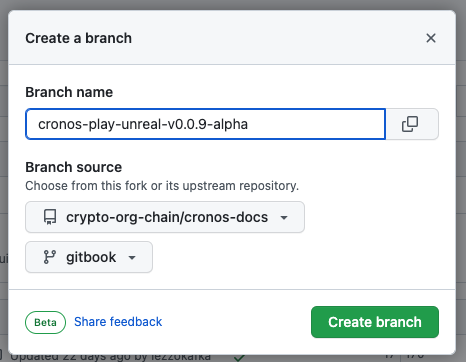 Create a branch
Branch name
cronos-play-unreal-v0.0.9-alpha
Branch source
Choose from this fork or its upstream repository.
crypto-org-chain/cronos-docs
gitbook
Beta Share feedback
Create branch
Updated 22 days ago by lezzokafka